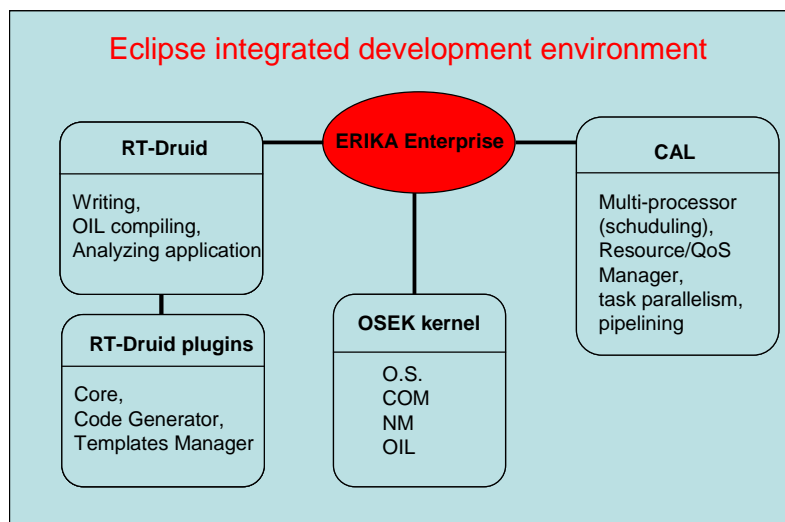 Eclipse integrated development environment
ERIKA Enterprise
RT-Druid
Writing,
OIL compiling,
Analyzing application
RT-Druid plugins
Core,
Code Generator,
Templates Manager
OSEK kernel
O.S.
COM
NM
OIL
CAL
Multi-processor
(schuduling),
Resource/QoS
Manager,
task parallelism,
pipelining